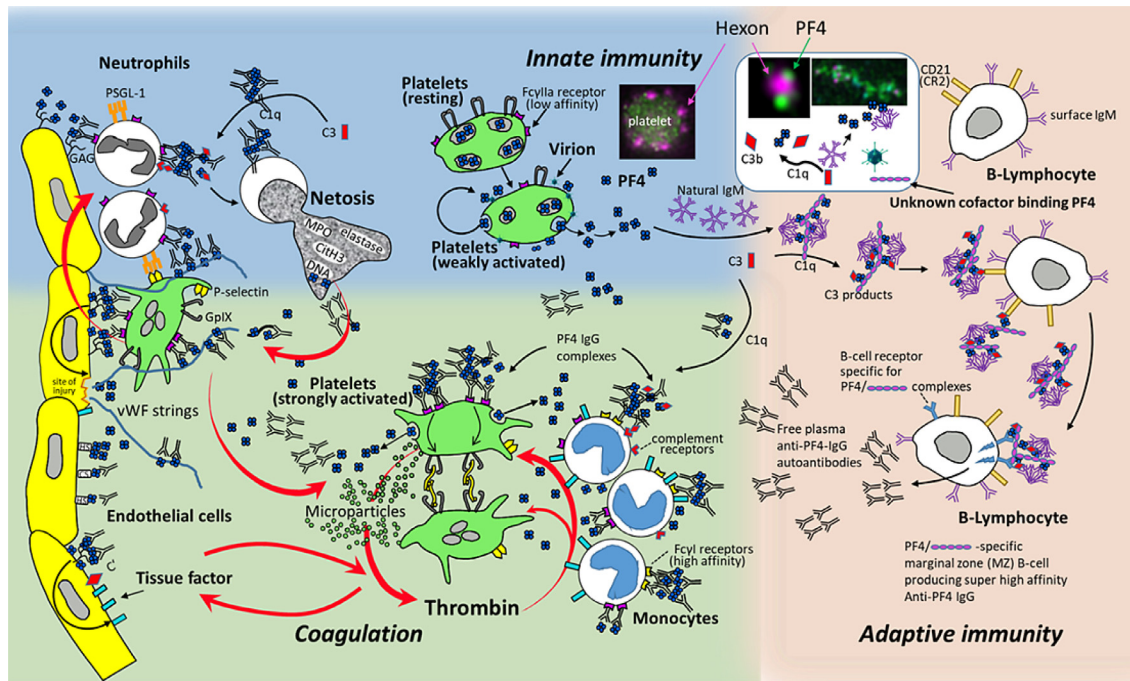 Hexon
PF4
Neutrophils
Innate immunity
PSGL-1
C1q
C3
GAG
Netosis
MPO
elastase
CitH3
DNA
Platelets
(resting)
FcyIIa receptor
(low affinity)
platelet
Virion
PF4
Platelets
(weakly activated)
Natural IgM
C3b
C1q
CD21
(CR2)
surface IgM
B-Lymphocyte
Unknown cofactor binding PF4
C3
C1q
C3 products
P-selectin
GpIX
site of
injury
vWF strings
Platelets
(strongly activated)
PF4 IgG
complexes
C1q
complement
receptors
B-cell receptor
specific for
PF4/ complexes
Free plasma
anti-PF4-IgG
autoantibodies
Microparticles
Endothelial cells
Tissue factor
Thrombin
FcyI receptors
(high affinity)
Monocytes
Coagulation
B-Lymphocyte
PF4/ -specific
marginal zone (MZ) B-cell
producing super high affinity
Anti-PF4 IgG
Adaptive immunity